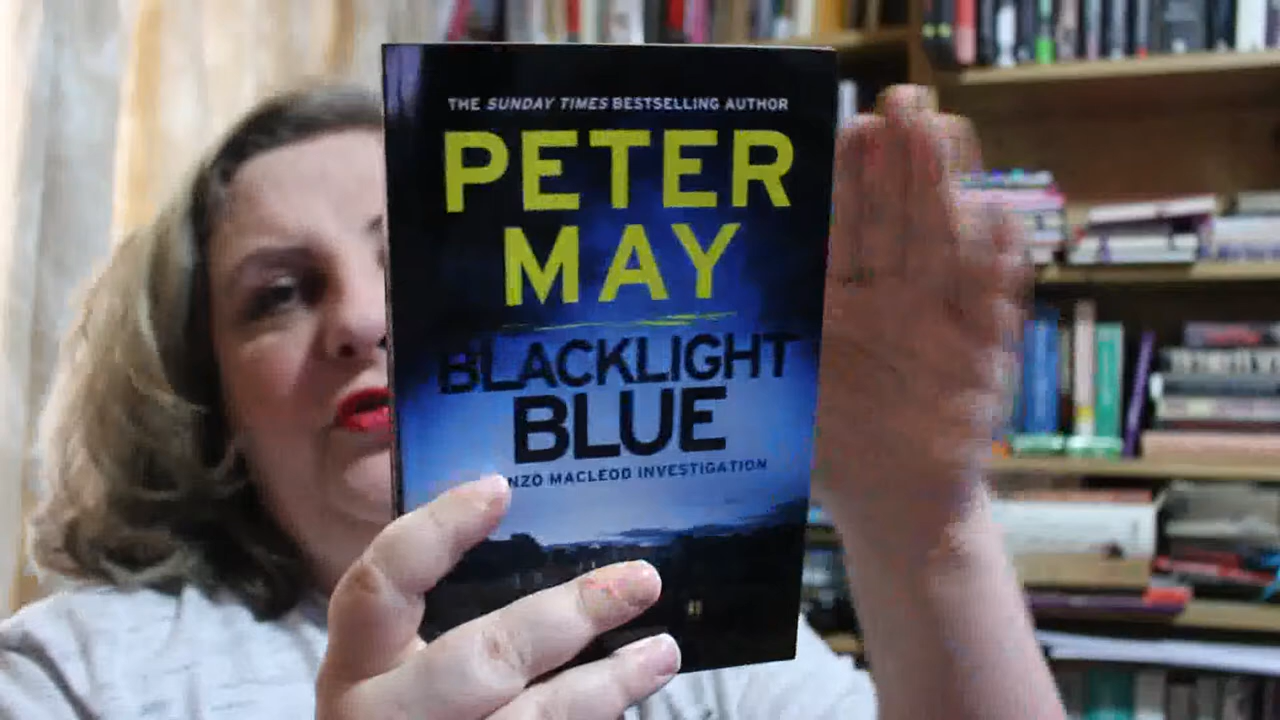 THE SUNDAY TIMES BESTSELLING AUTHOR
PETER
MAY
BLACKLIGHT
BLUE
NZO MACLEOD INVESTIGATION